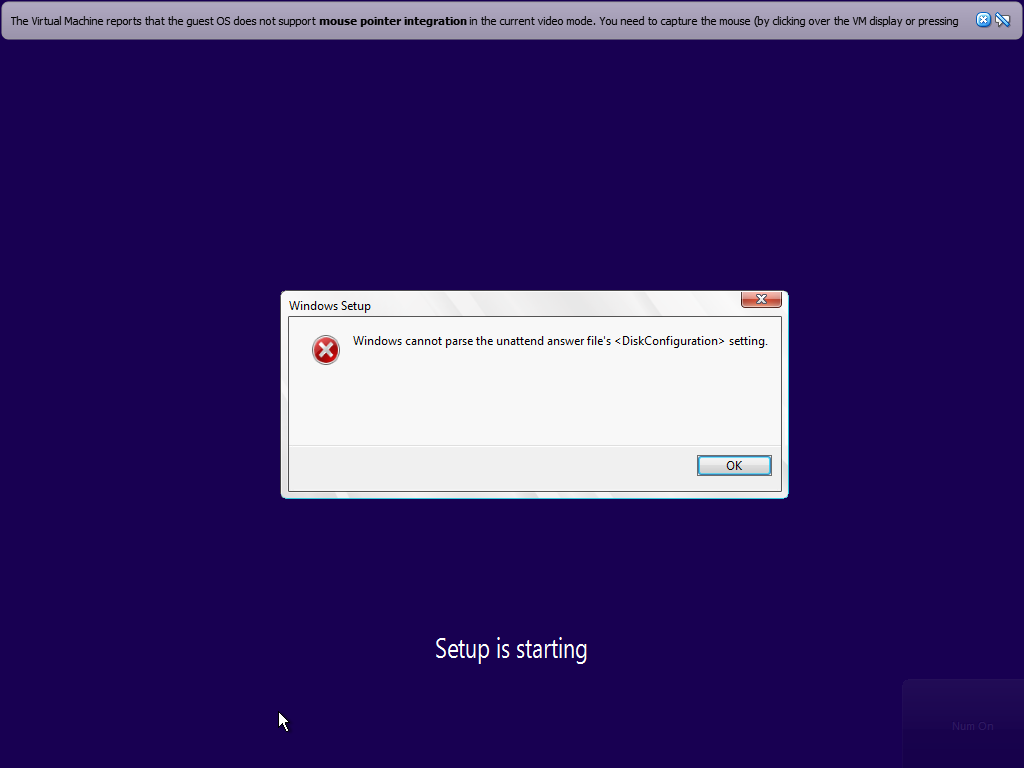 The Virtual Machine reports that the guest OS does not support mouse pointer integration in the current video mode. You need to capture the mouse (by clicking over the VM display or pressing
Windows Setup
Windows cannot parse the unattend answer file's <DiskConfiguration> setting.
OK
Setup is starting
Num On